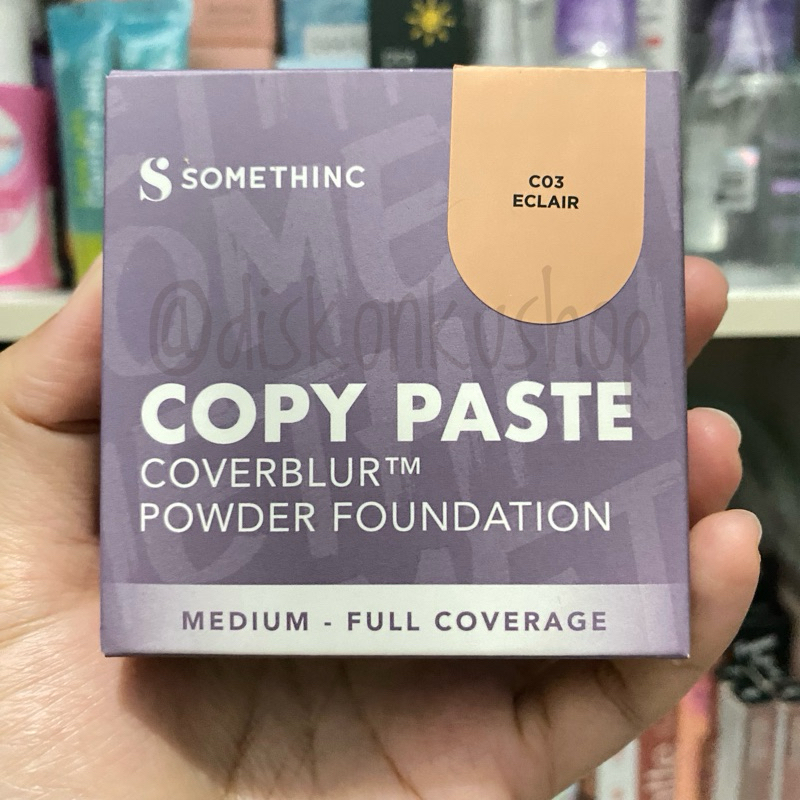 SOMETHINC
C03
ECLAIR
@diskonkushop
COPY PASTE
COVERBLUR™
POWDER FOUNDATION
MEDIUM - FULL COVERAGE